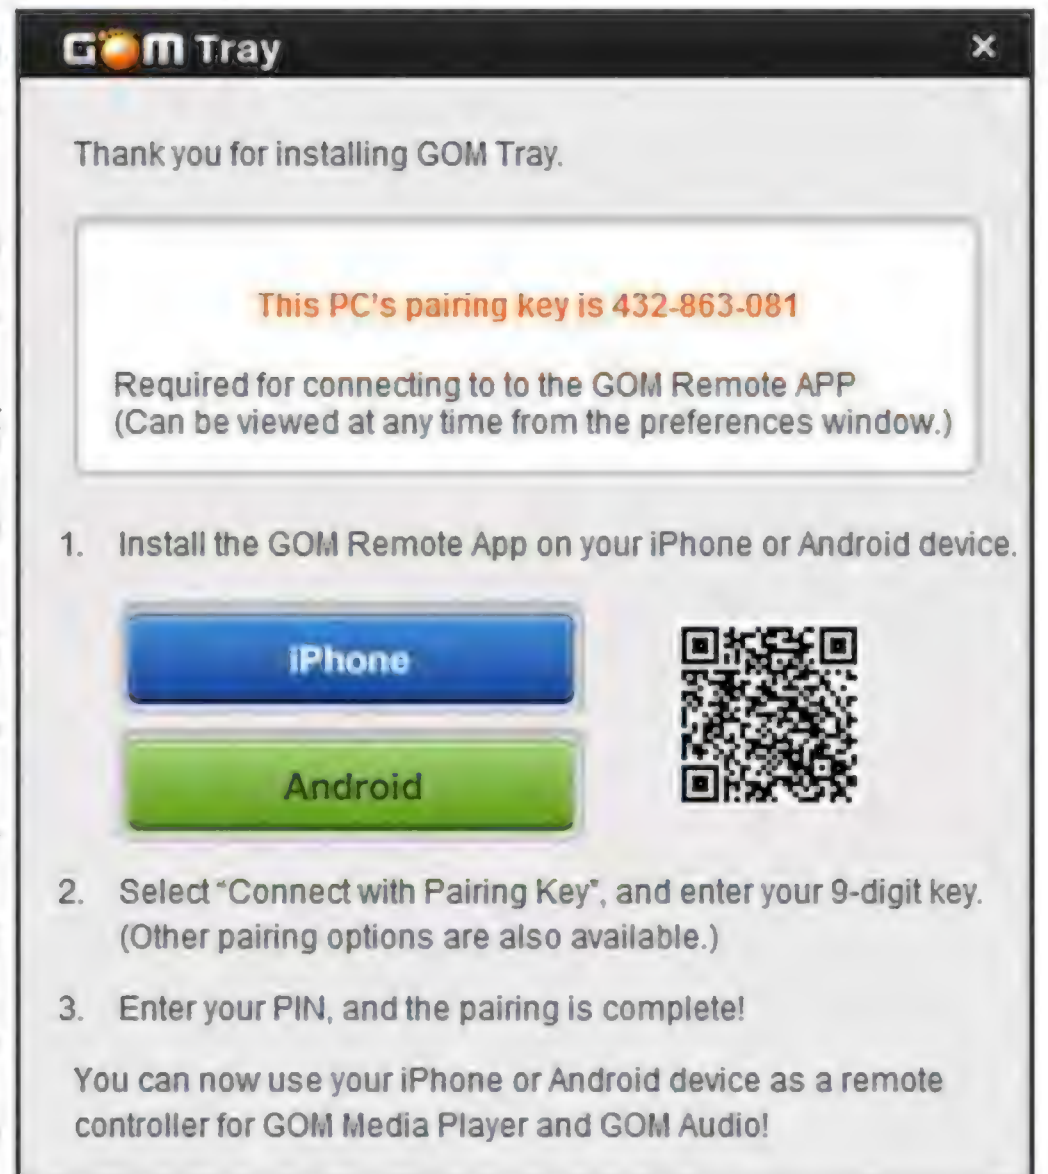 GOM Tray
Thank you for installing GOM Tray.
This PC's pairing key is 432-863-081
Required for connecting to to the GOM Remote APP
(Can be viewed at any time from the preferences window.)
1. Install the GOM Remote App on your iPhone or Android device.
iPhone
Android
2. Select "Connect with Pairing Key", and enter your 9-digit key.
(Other pairing options are also available.)
3. Enter your PIN, and the pairing is complete!
You can now use your iPhone or Android device as a remote
controller for GOM Media Player and GOM Audio!